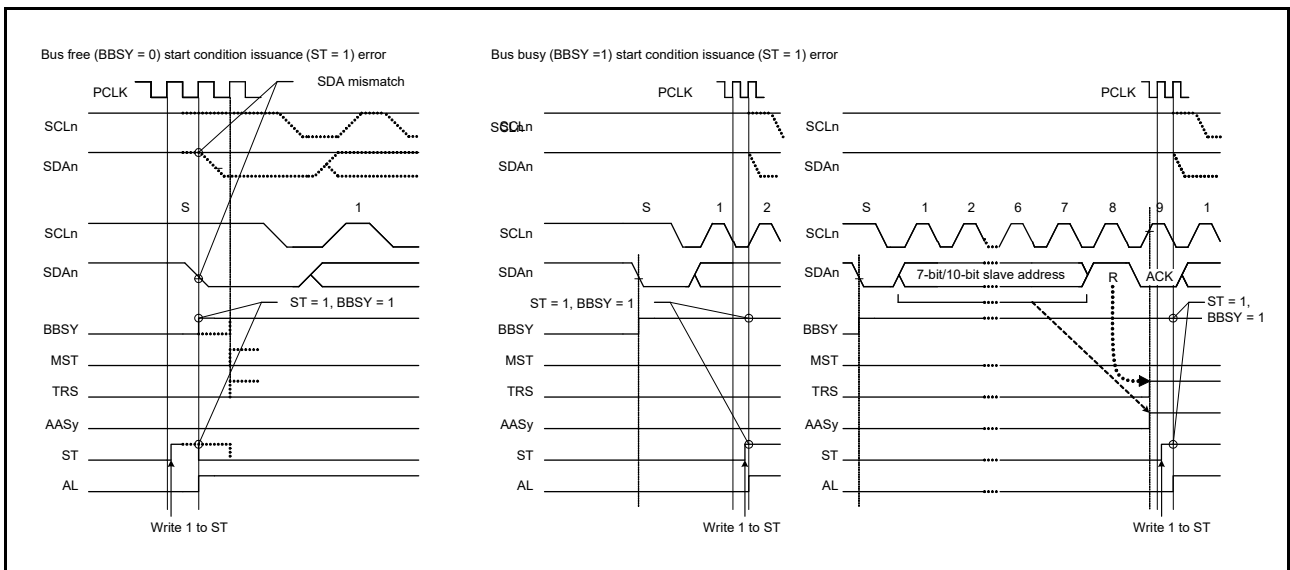 Bus free (BBSY = 0) start condition issuance (ST = 1) error
PCLK
SDA mismatch
SCLn
SDAn
S 1
SCLn
SDAn
ST = 1, BBSY = 1
BBSY
MST
TRS
AASy
ST
AL
Write 1 to ST
Bus busy (BBSY =1) start condition issuance (ST = 1) error
PCLK
SCLn
SCLn
SDAn
S 1 2
SCLn
SDAn
ST = 1, BBSY = 1
BBSY
MST
TRS
AASy
ST
AL
Write 1 to ST
PCLK
SCLn
SDAn
S 1 2 6 7 8 9 1
SCLn
SDAn
7-bit/10-bit slave address
R
ACK
ST = 1,
BBSY = 1
BBSY
MST
TRS
AASy
ST
AL
Write 1 to ST